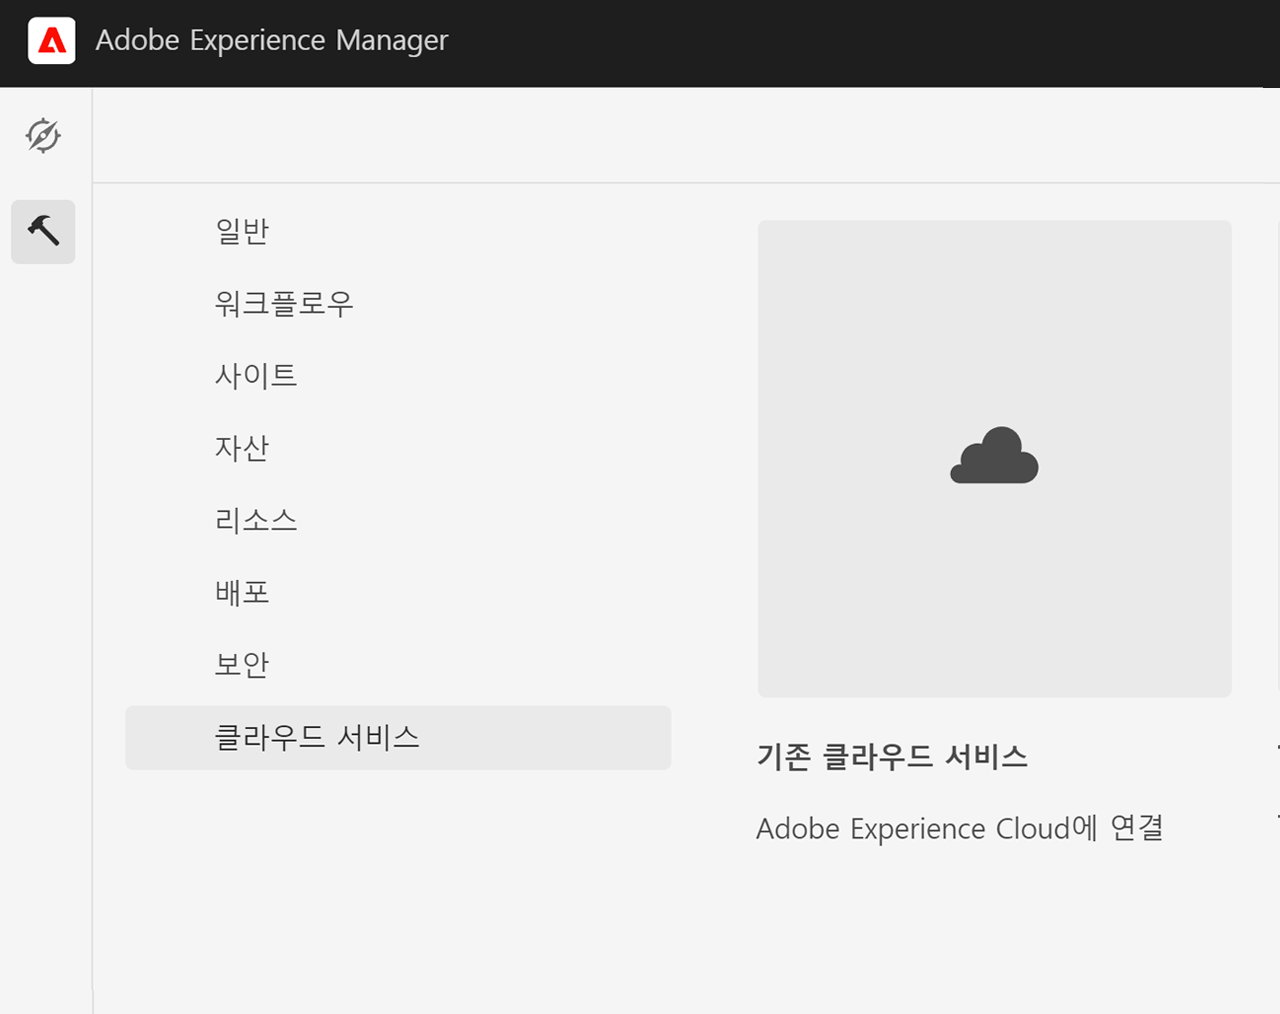 Adobe Experience Manager
일반
워크플로우
사이트
자산
리소스
배포
보안
클라우드 서비스
기존 클라우드 서비스
Adobe Experience Cloud에 연결